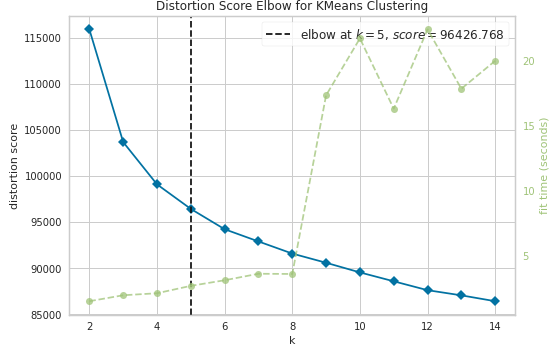 Distortion Score Elbow for KMeans Clustering
elbow at k = 5, score = 96426.768
115000
110000
105000
100000
95000
90000
85000
distortion score
20
15
10
5
fit time (seconds)
2 4 6 8 10 12 14
k